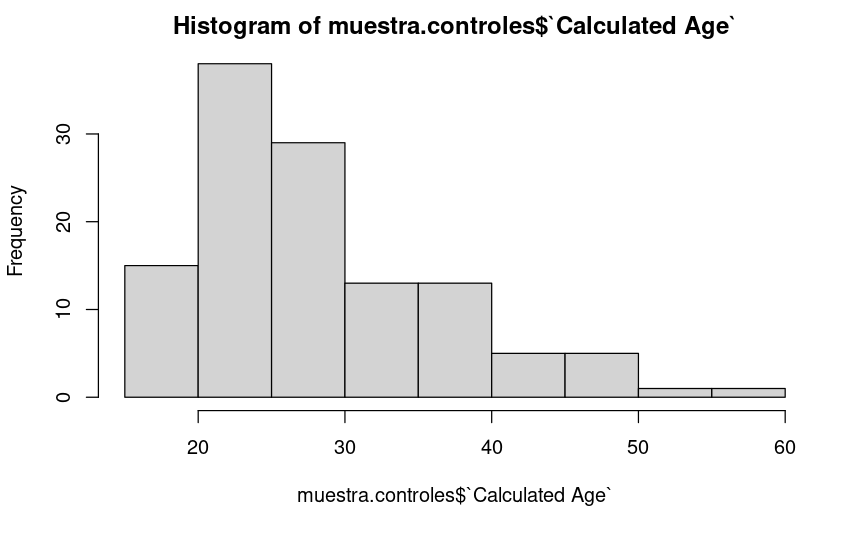 Histogram of muestra.controles$`Calculated Age`
Frequency
30
20
10
0
20 30 40 50 60
muestra.controles$`Calculated Age`